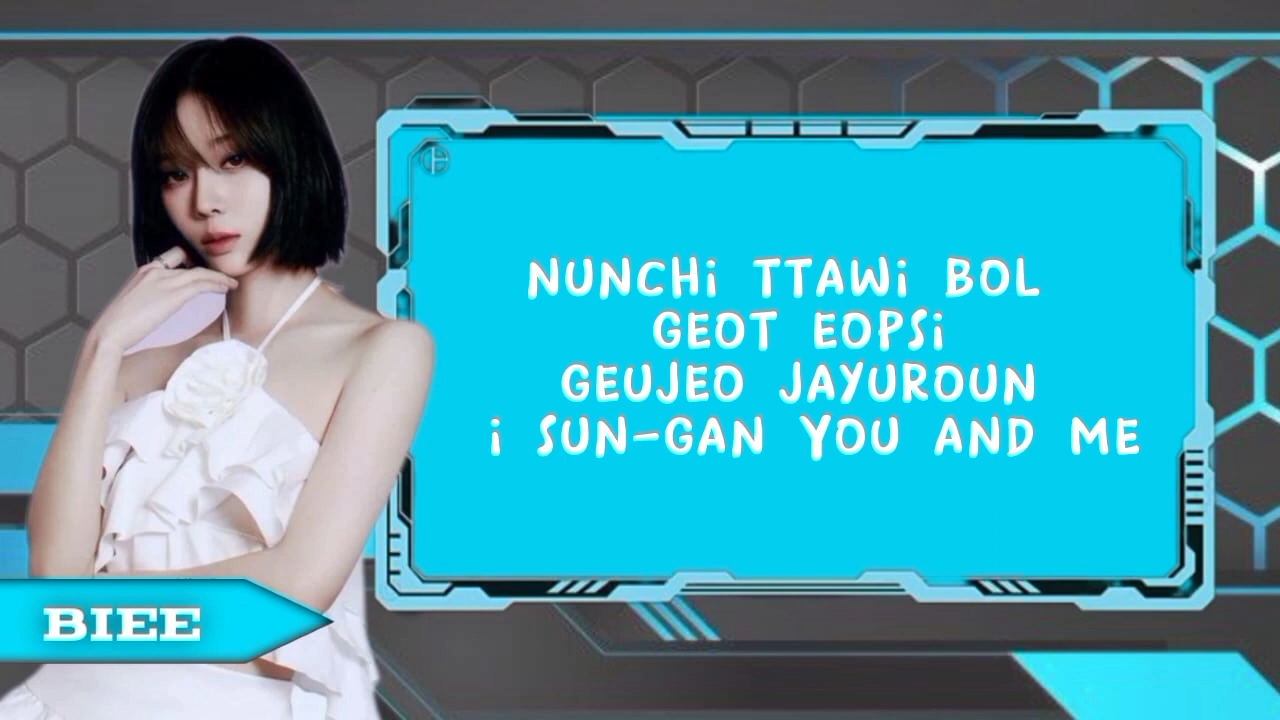 NUNCHi TTAWi BOL
GEOT EOPSi
GEUJEO JAYUROUN
i SUN-GAN YOU AND ME
BIEE